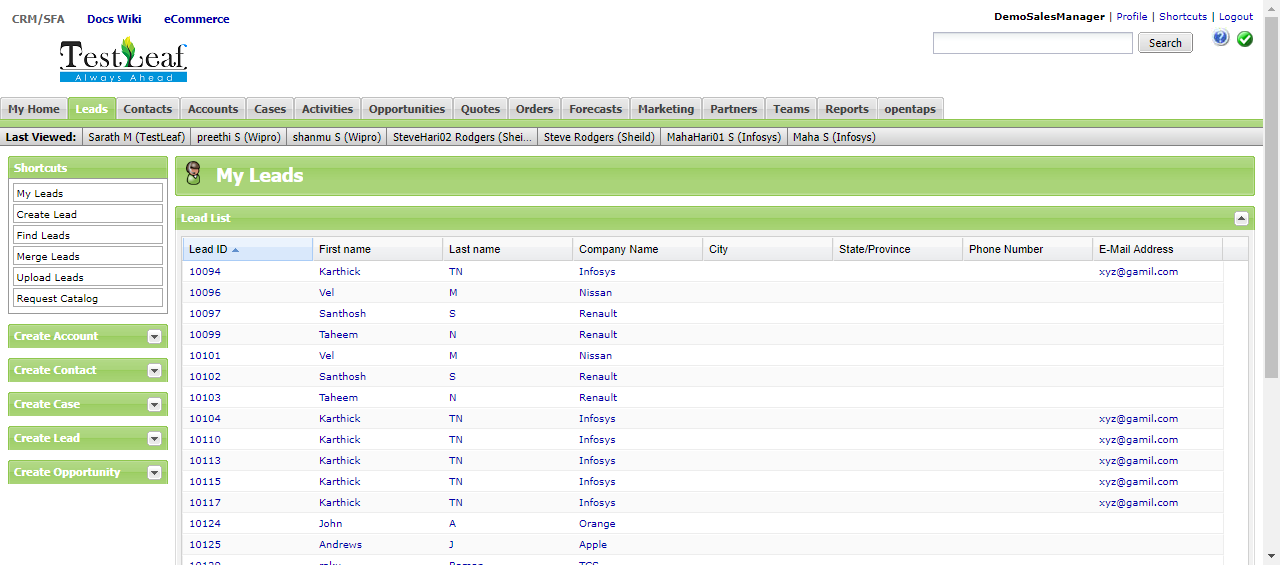 CRM/SFA Docs Wiki eCommerce
DemoSalesManager | Profile | Shortcuts | Logout
TestLeaf
Always Ahead
Search
My Home Leads Contacts Accounts Cases Activities Opportunities Quotes Orders Forecasts Marketing Partners Teams Reports opentaps
Last Viewed: Sarath M (TestLeaf) preethi S (Wipro) shanmu S (Wipro) SteveHari02 Rodgers (Shei... Steve Rodgers (Sheild) MahaHari01 S (Infosys) Maha S (Infosys)
Shortcuts
My Leads
Create Lead
Find Leads
Merge Leads
Upload Leads
Request Catalog
Create Account
Create Contact
Create Case
Create Lead
Create Opportunity
My Leads
Lead List
Lead ID First name Last name Company Name City State/Province Phone Number E-Mail Address
10094 Karthick TN Infosys xyz@gamil.com
10096 Vel M Nissan
10097 Santhosh S Renault
10099 Taheem N Renault
10101 Vel M Nissan
10102 Santhosh S Renault
10103 Taheem N Renault
10104 Karthick TN Infosys xyz@gamil.com
10110 Karthick TN Infosys xyz@gamil.com
10113 Karthick TN Infosys xyz@gamil.com
10115 Karthick TN Infosys xyz@gamil.com
10117 Karthick TN Infosys xyz@gamil.com
10124 John A Orange
10125 Andrews J Apple